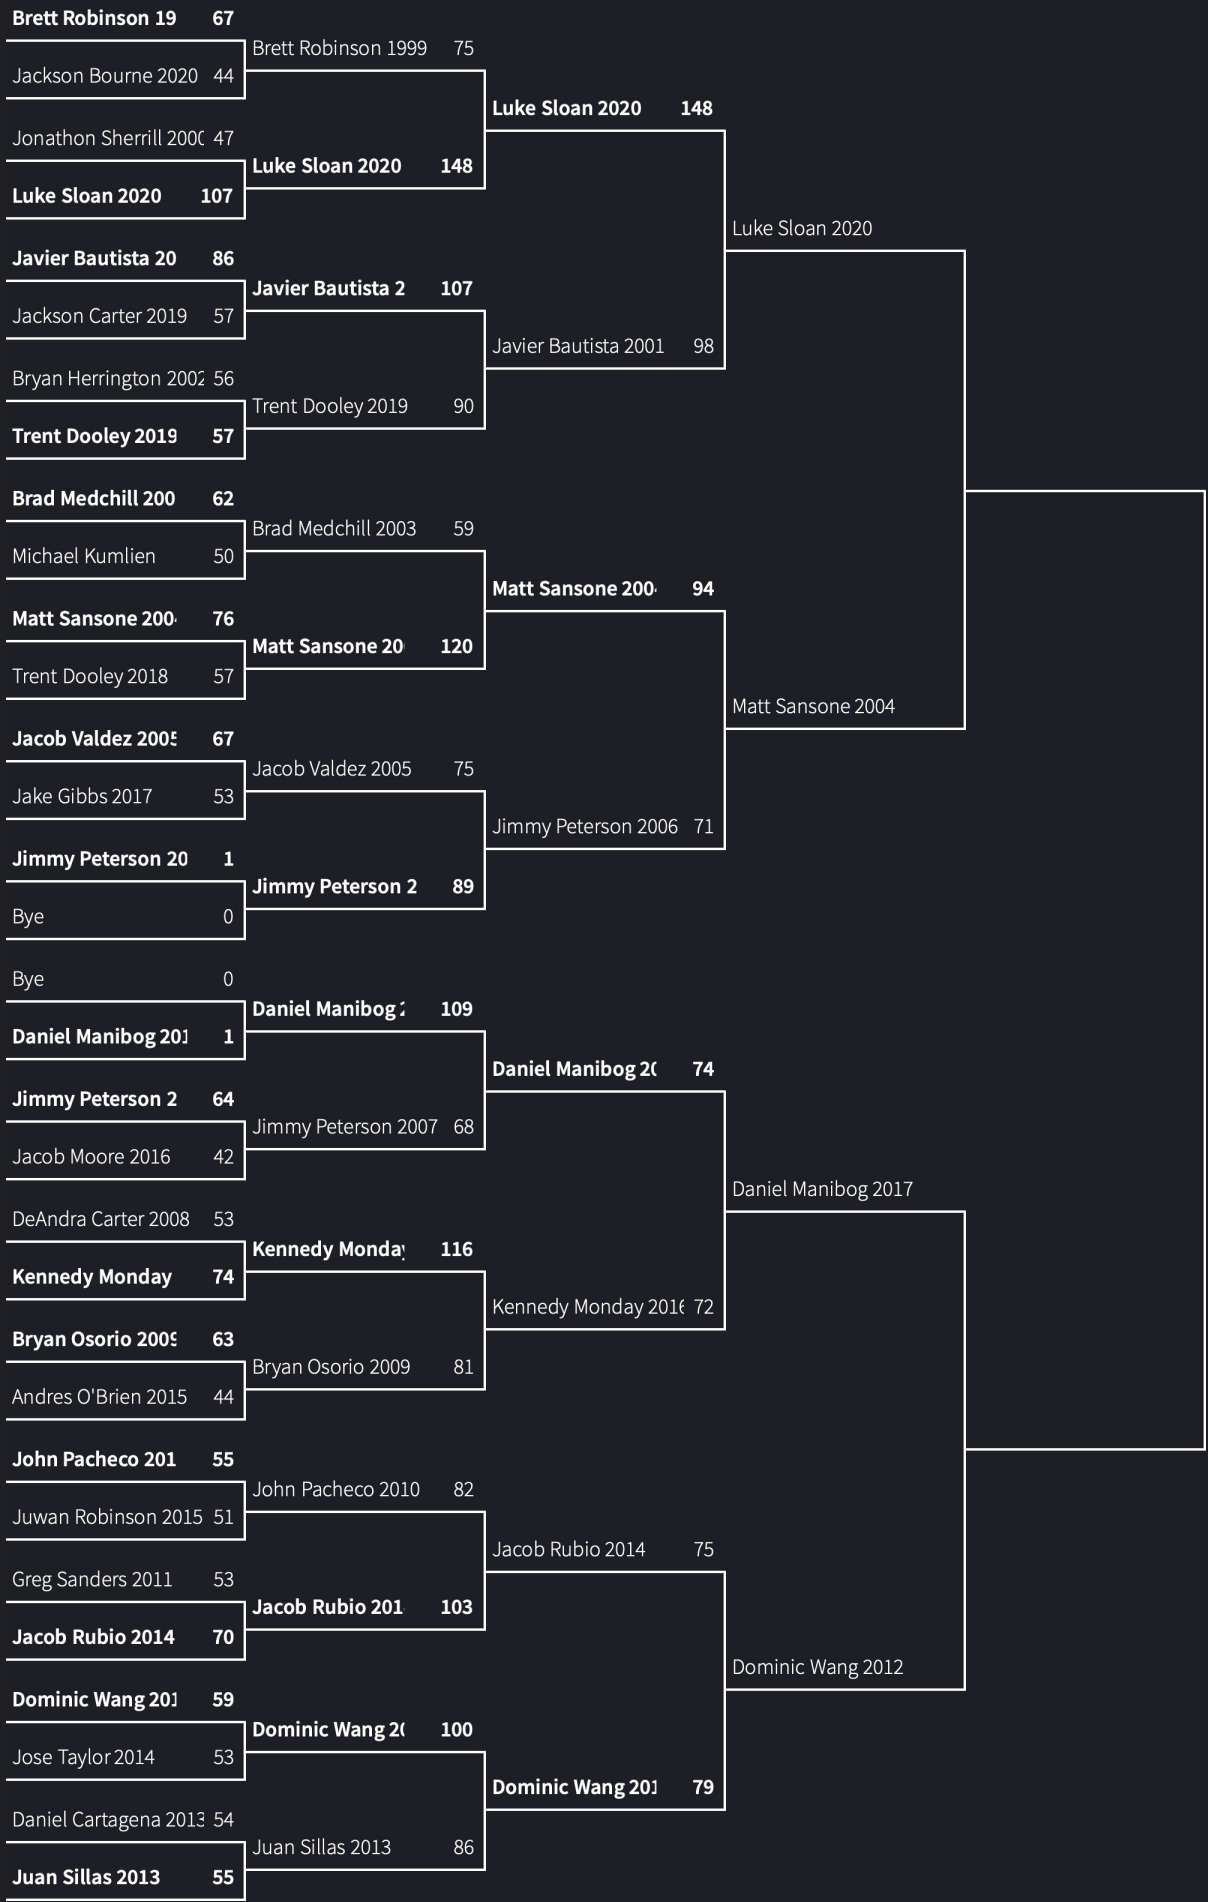 Brett Robinson 19 67
Jackson Bourne 2020 44
Jonathon Sherrill 2000 47
Luke Sloan 2020 107
Javier Bautista 20 86
Jackson Carter 2019 57
Bryan Herrington 2002 56
Trent Dooley 2019 57
Brad Medchill 200 62
Michael Kumlien 50
Matt Sansone 2004 76
Trent Dooley 2018 57
Jacob Valdez 2005 67
Jake Gibbs 2017 53
Jimmy Peterson 20 1
Bye 0
Bye 0
Daniel Manibog 201 1
Jimmy Peterson 2 64
Jacob Moore 2016 42
DeAndra Carter 2008 53
Kennedy Monday 74
Bryan Osorio 2009 63
Andres O'Brien 2015 44
John Pacheco 201 55
Juwan Robinson 2015 51
Greg Sanders 2011 53
Jacob Rubio 2014 70
Dominic Wang 201 59
Jose Taylor 2014 53
Daniel Cartagena 2013 54
Juan Sillas 2013 55
Brett Robinson 1999 75
Luke Sloan 2020 148
Javier Bautista 2 107
Trent Dooley 2019 90
Brad Medchill 2003 59
Matt Sansone 20 120
Jacob Valdez 2005 75
Jimmy Peterson 2 89
Daniel Manibog 2 109
Jimmy Peterson 2007 68
Kennedy Monday 116
Bryan Osorio 2009 81
John Pacheco 2010 82
Jacob Rubio 201 103
Dominic Wang 20 100
Juan Sillas 2013 86
Luke Sloan 2020 148
Javier Bautista 2001 98
Matt Sansone 2004 94
Jimmy Peterson 2006 71
Daniel Manibog 20 74
Kennedy Monday 2016 72
Jacob Rubio 2014 75
Dominic Wang 201 79
Luke Sloan 2020
Matt Sansone 2004
Daniel Manibog 2017
Dominic Wang 2012